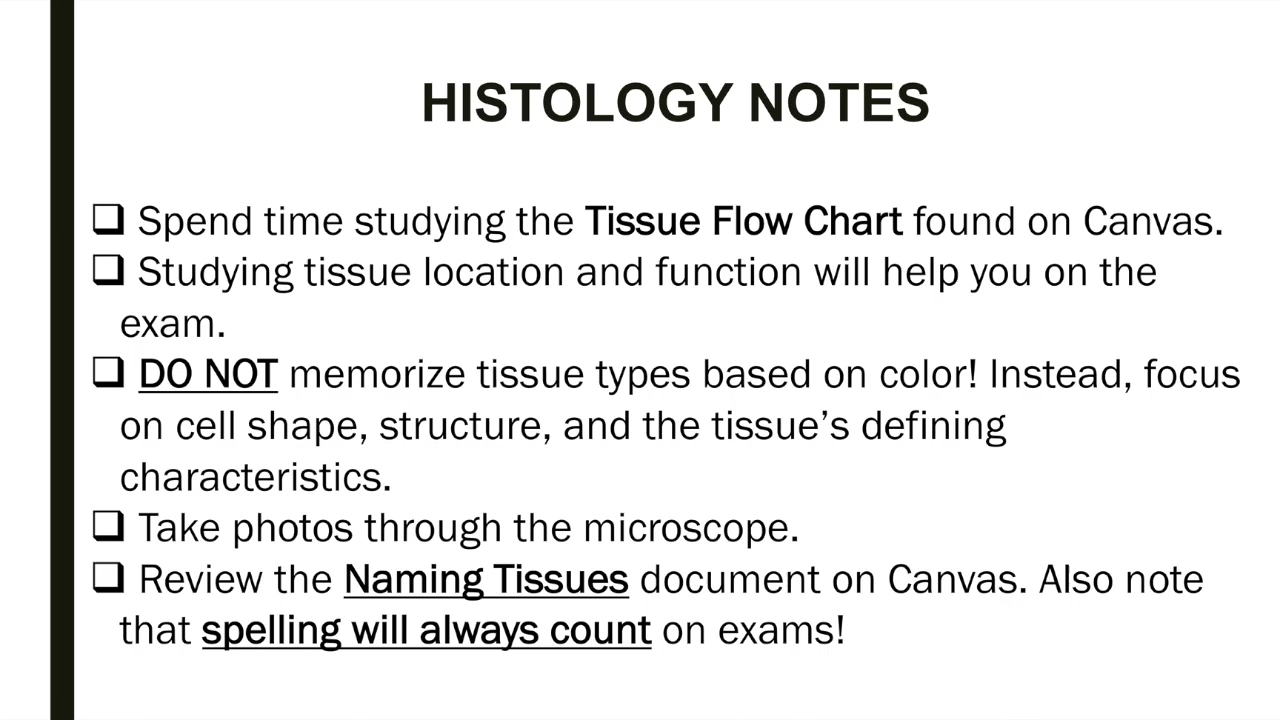 HISTOLOGY NOTES
❑ Spend time studying the Tissue Flow Chart found on Canvas.
❑ Studying tissue location and function will help you on the
exam.
❑ DO NOT memorize tissue types based on color! Instead, focus
on cell shape, structure, and the tissue’s defining
characteristics.
❑ Take photos through the microscope.
❑ Review the Naming Tissues document on Canvas. Also note
that spelling will always count on exams!